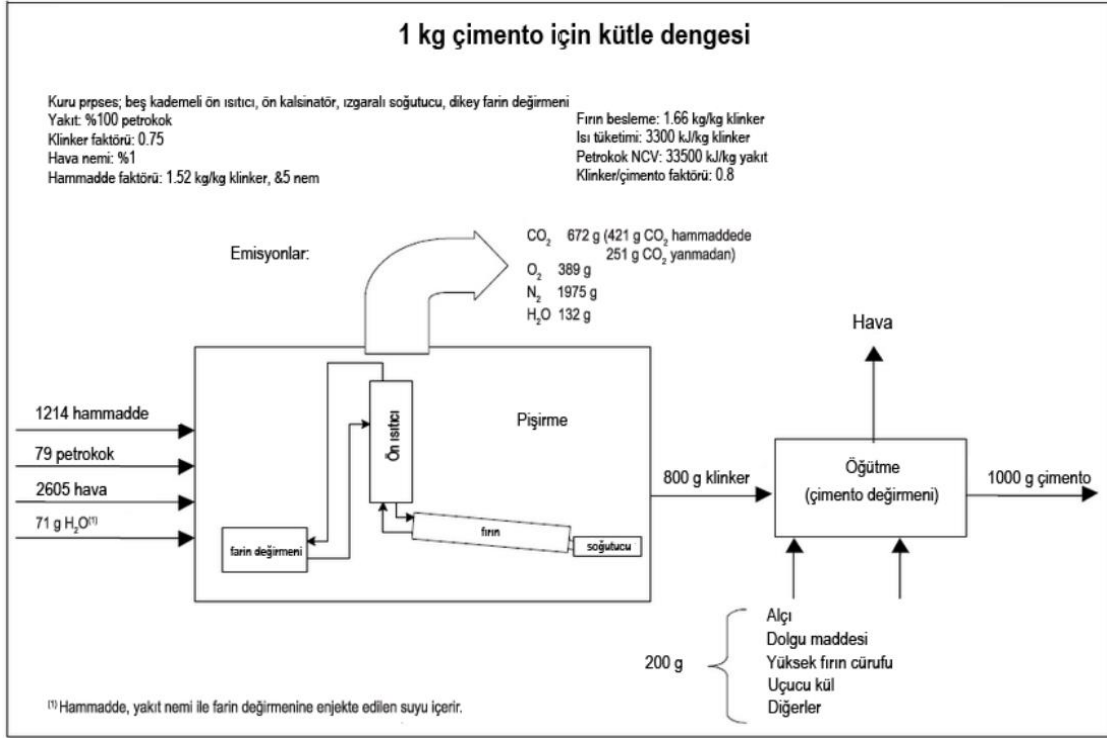 1 kg çimento için kütle dengesi
Kuru prpses; beş kademeli ön ısıtıcı, ön kalsinatör, ızgaralı soğutucu, dikey farin değirmeni
Yakıt: %100 petrokok
Klinker faktörü: 0.75
Hava nemi: %1
Hammadde faktörü: 1.52 kg/kg klinker, &5 nem
Fırın besleme: 1.66 kg/kg klinker
Isı tüketimi: 3300 kJ/kg klinker
Petrokok NCV: 33500 kJ/kg yakıt
Klinker/çimento faktörü: 0.8
Emisyonlar:
CO₂ 672 g (421 g CO₂ hammaddede
251 g CO₂ yanmadan)
O₂ 389 g
N₂ 1975 g
H₂O 132 g
Hava
1214 hammadde
79 petrokok
2605 hava
71 g H₂O⁽¹⁾
Ön ısıtıcı
Pişirme
farin değirmeni
fırın
soğutucu
800 g klinker
Öğütme
(çimento değirmeni)
1000 g çimento
200 g
Alçı
Dolgu maddesi
Yüksek fırın cürufu
Uçucu kül
Diğerler
⁽¹⁾ Hammadde, yakıt nemi ile farin değirmenine enjekte edilen suyu içerir.